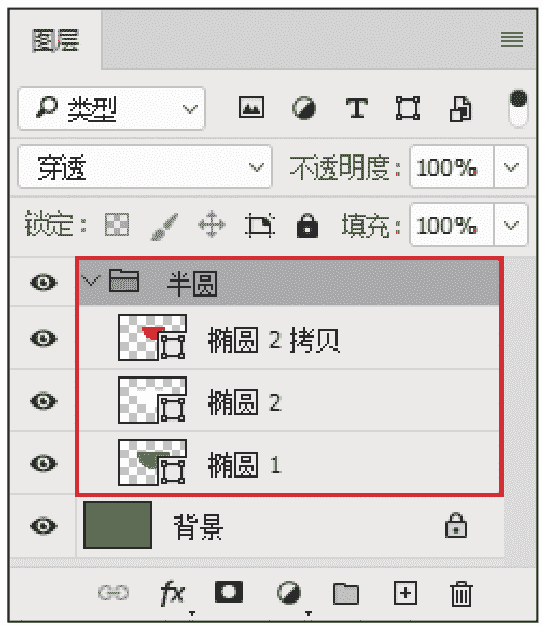 图层
类型
穿透 不透明度: 100%
锁定: 填充: 100%
半圆
椭圆 2 拷贝
椭圆 2
椭圆 1
背景
fx